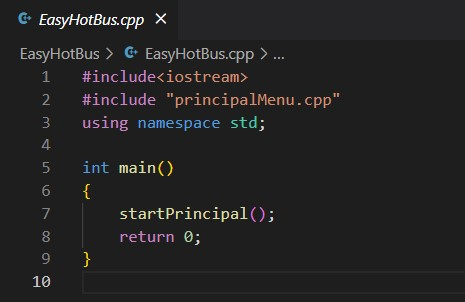 EasyHotBus.cpp ×
EasyHotBus > EasyHotBus.cpp > ...
1 #include<iostream>
2 #include "principalMenu.cpp"
3 using namespace std;
4
5 int main()
6 {
7     startPrincipal();
8     return 0;
9 }
10